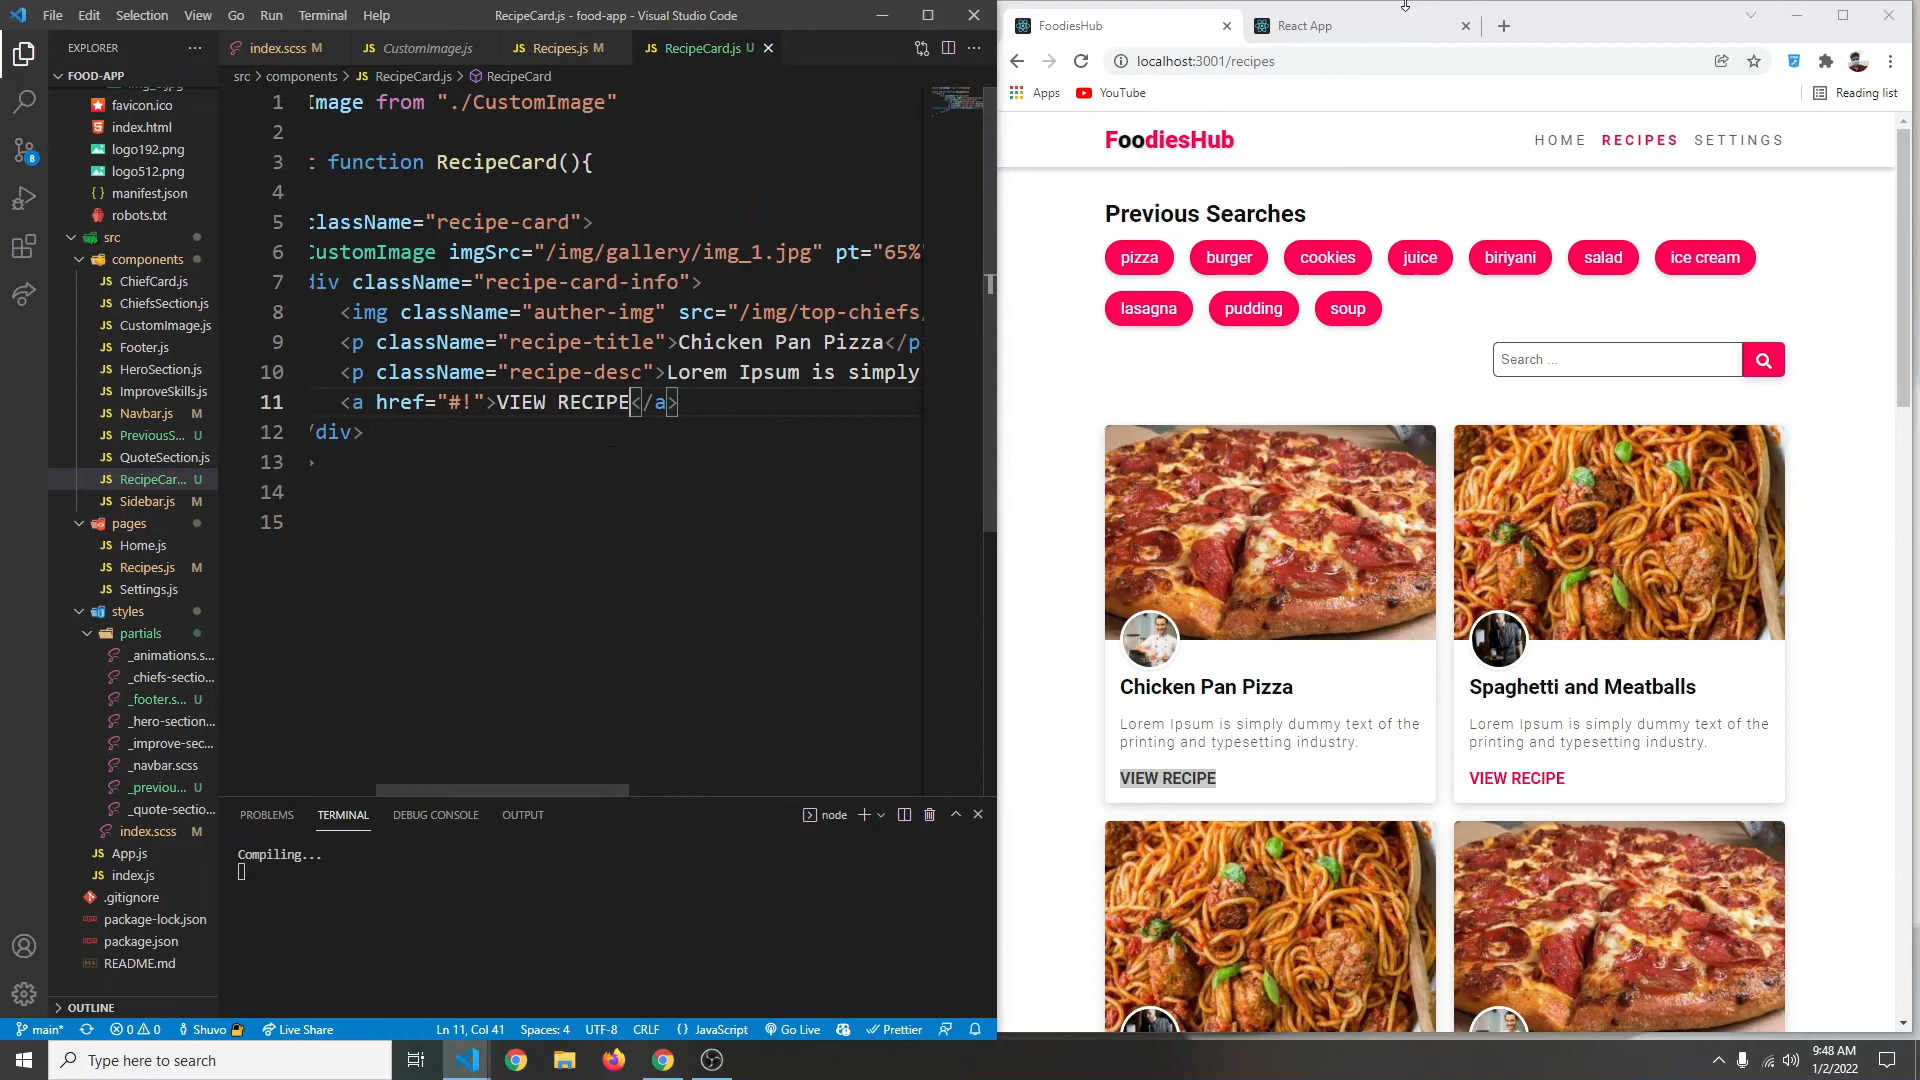 File Edit Selection View Go Run Terminal Help
RecipeCard.js - food-app - Visual Studio Code
EXPLORER
FOOD-APP
favicon.ico
index.html
logo192.png
logo512.png
manifest.json
robots.txt
src
components
ChiefCard.js
ChiefsSection.js
CustomImage.js
Footer.js
HeroSection.js
ImproveSkills.js
Navbar.js M
PreviousS... U
QuoteSection.js
RecipeCar... U
Sidebar.js M
pages
Home.js
Recipes.js M
Settings.js
styles
partials
_animations.s...
_chiefs-sectio...
_footer.s... U
_hero-section...
_improve-sec...
_navbar.scss
_previou... U
_quote-sectio...
index.scss M
App.js
index.js
.gitignore
package-lock.json
package.json
README.md
OUTLINE
index.scss M CustomImage.js Recipes.js M RecipeCard.js U
src > components > JS RecipeCard.js > RecipeCard
1 Image from "./CustomImage"
2
3 t function RecipeCard(){
4
5 className="recipe-card">
6 CustomImage imgSrc="/img/gallery/img_1.jpg" pt="65%"
7 div className="recipe-card-info">
8 <img className="auther-img" src="/img/top-chiefs/
9 <p className="recipe-title">Chicken Pan Pizza</p
10 <p className="recipe-desc">Lorem Ipsum is simply
11 <a href="#!">VIEW RECIPE</a>
12 /div>
13 >
14
15
PROBLEMS TERMINAL DEBUG CONSOLE OUTPUT
node
Compiling...
main* 0 0 Shuvo Live Share Ln 11, Col 41 Spaces: 4 UTF-8 CRLF JavaScript Go Live Prettier
8
FoodiesHub React App
localhost:3001/recipes
Apps YouTube Reading list
FoodiesHub HOME RECIPES SETTINGS
Previous Searches
pizza burger cookies juice biriyani salad ice cream
lasagna pudding soup
Search ...
Chicken Pan Pizza
Lorem Ipsum is simply dummy text of the
printing and typesetting industry.
VIEW RECIPE
Spaghetti and Meatballs
Lorem Ipsum is simply dummy text of the
printing and typesetting industry.
VIEW RECIPE
Type here to search
9:48 AM
1/2/2022